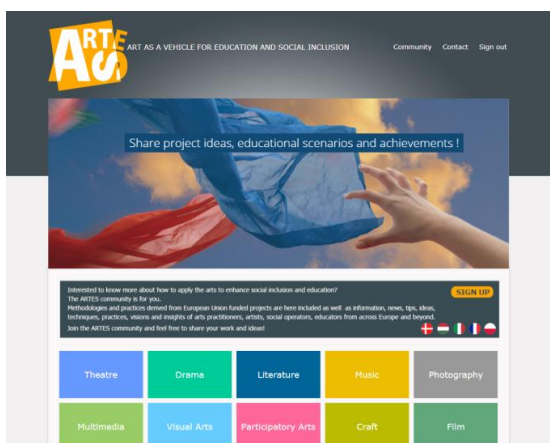 ARTES
ART AS A VEHICLE FOR EDUCATION AND SOCIAL INCLUSION
Community Contact Sign out
Share project ideas, educational scenarios and achievements !
Interested to know more about how to apply the arts to enhance social inclusion and education?
SIGN UP
The ARTES community is for you.
Methodologies and practices derived from European Union funded projects are here included as well as information, news, tips, ideas,
techniques, practices, visions and insights of arts practitioners, artists, social operators, educators from across Europe and beyond.
Join the ARTES community and feel free to share your work and ideas!
Theatre Drama Literature Music Photography
Multimedia Visual Arts Participatory Arts Craft Film